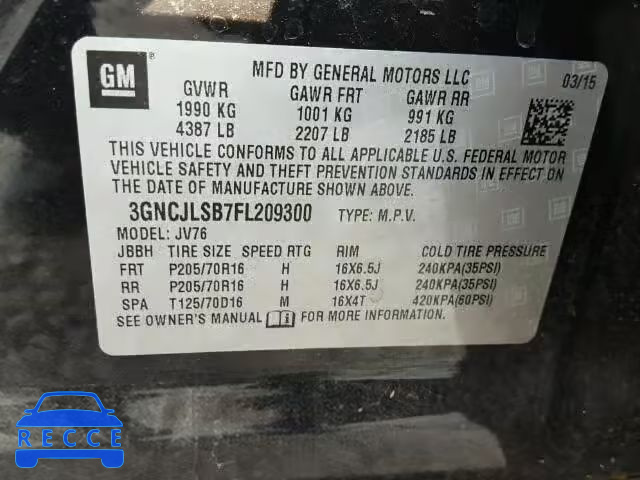 GM
MFD BY GENERAL MOTORS LLC 03/15
GVWR GAWR FRT GAWR RR
1990 KG 1001 KG 991 KG
4387 LB 2207 LB 2185 LB
THIS VEHICLE CONFORMS TO ALL APPLICABLE U.S. FEDERAL MOTOR
VEHICLE SAFETY AND THEFT PREVENTION STANDARDS IN EFFECT ON
THE DATE OF MANUFACTURE SHOWN ABOVE.
3GNCJLSB7FL209300 TYPE: M.P.V.
MODEL: JV76
JBBH TIRE SIZE SPEED RTG RIM COLD TIRE PRESSURE
FRT P205/70R16 H 16X6.5J 240KPA(35PSI)
RR P205/70R16 H 16X6.5J 240KPA(35PSI)
SPA T125/70D16 M 16X4T 420KPA(60PSI)
SEE OWNER'S MANUAL i FOR MORE INFORMATION.
RECCE